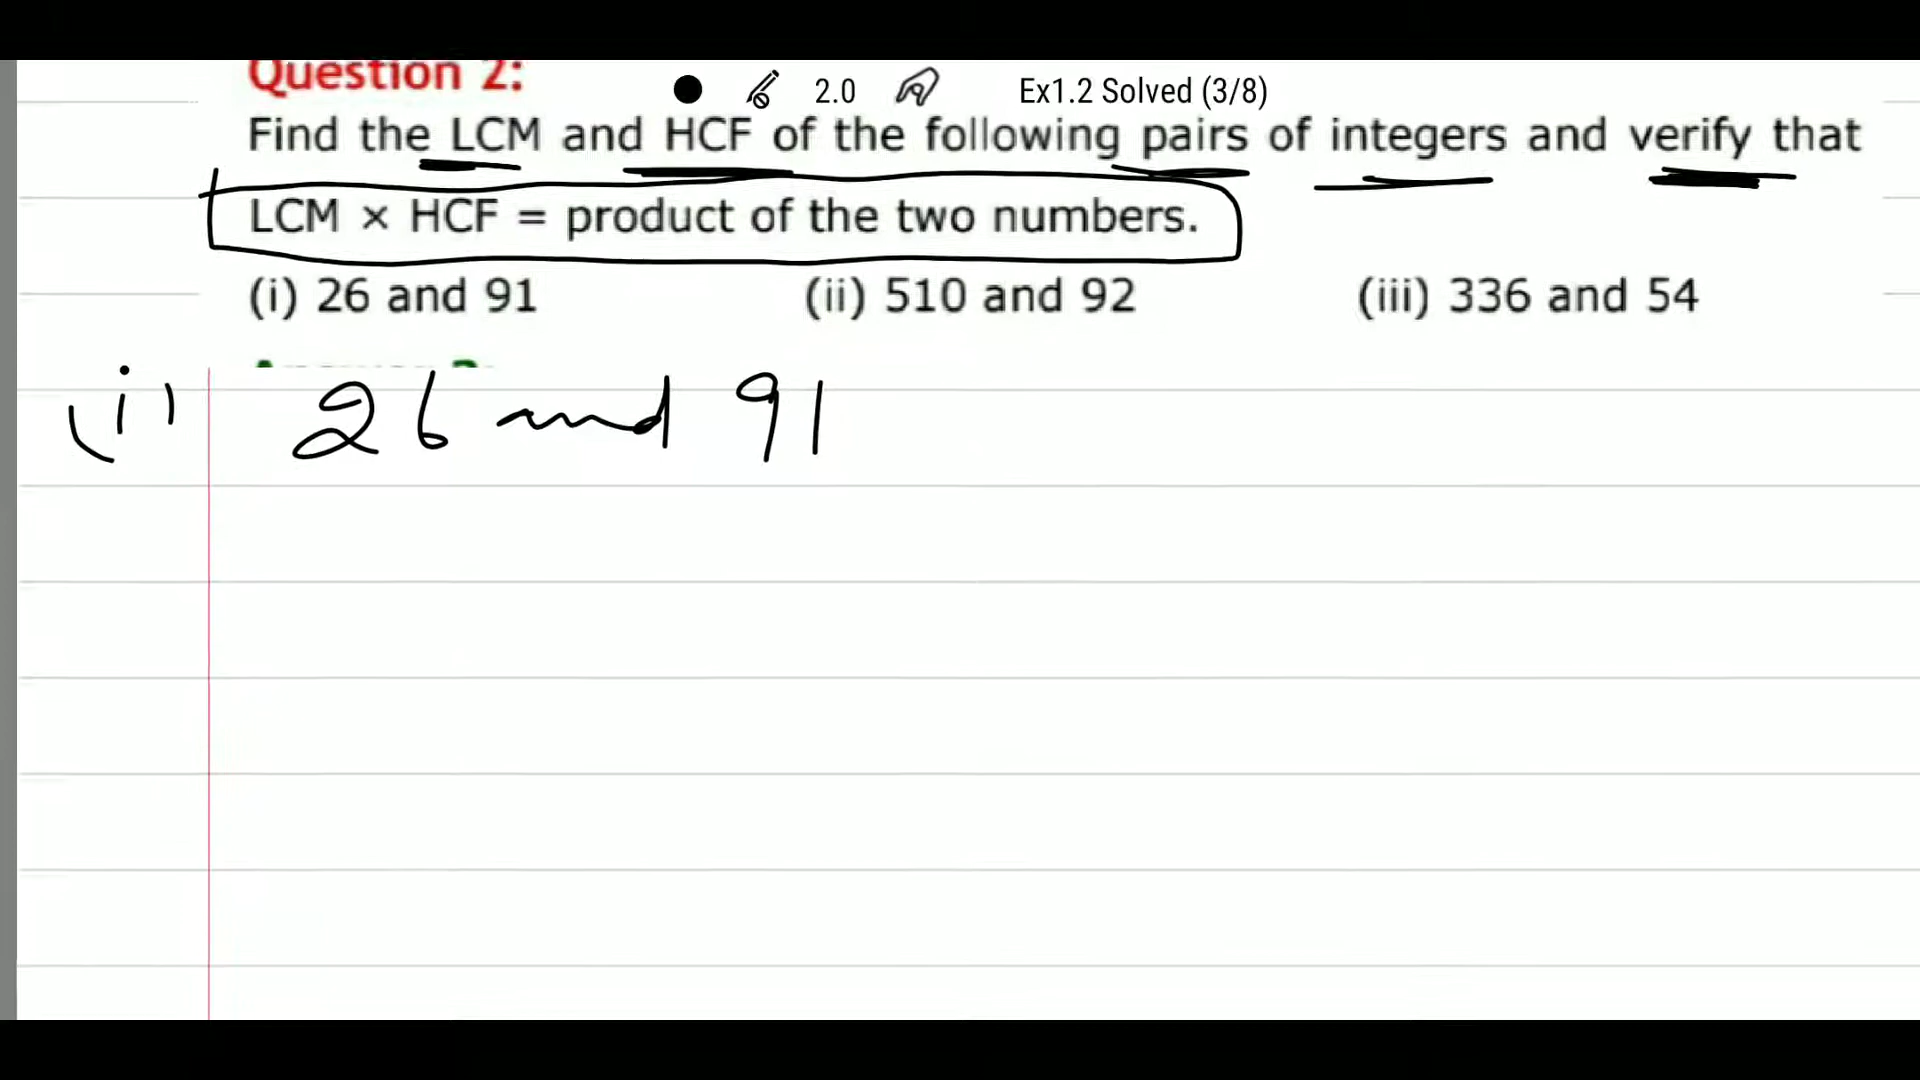 Question 2:
2.0 Ex1.2 Solved (3/8)
Find the LCM and HCF of the following pairs of integers and verify that
LCM × HCF = product of the two numbers.
(i) 26 and 91 (ii) 510 and 92 (iii) 336 and 54
(i) 26 and 91